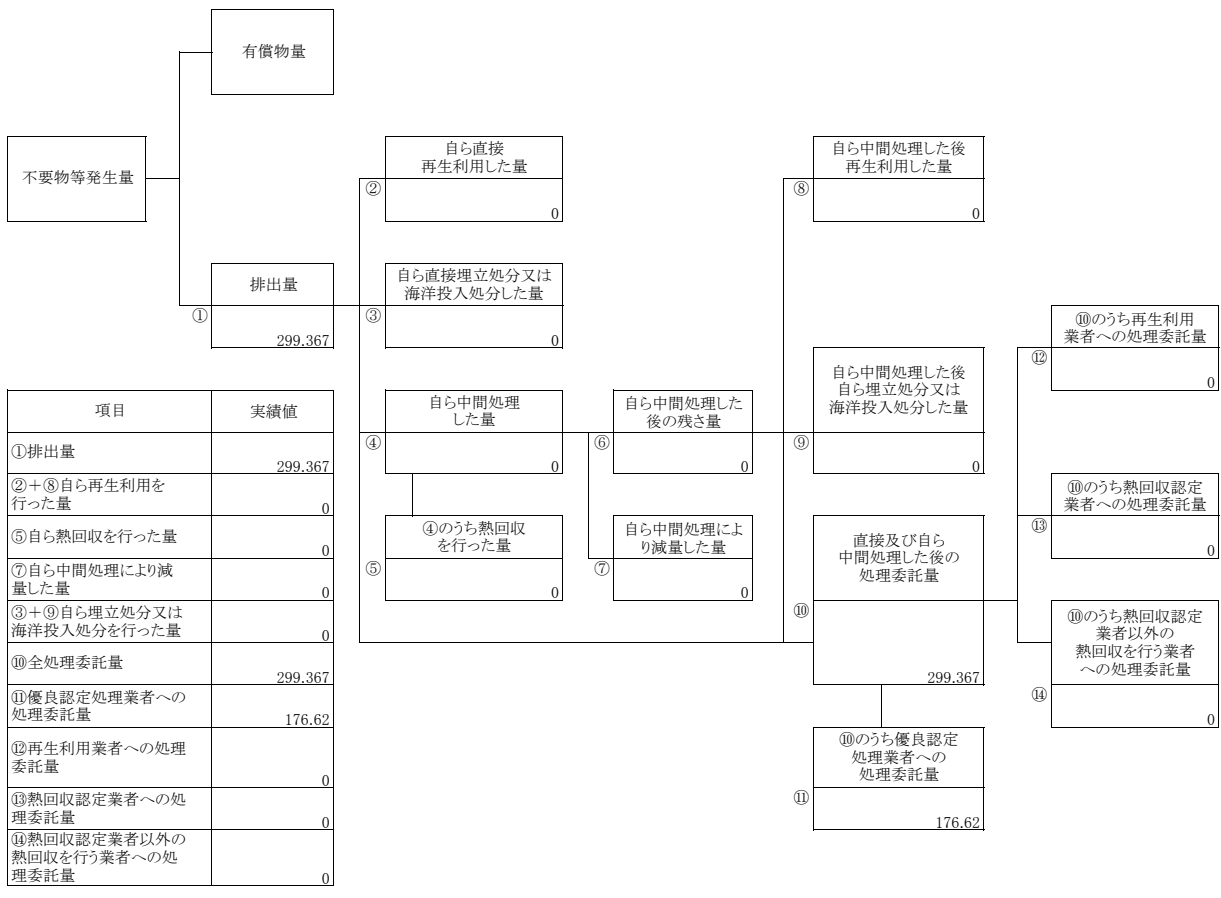 有償物量
不要物等発生量
排出量
①
299.367
自ら直接
再生利用した量
②
0
自ら直接埋立処分又は
海洋投入処分した量
③
0
自ら中間処理
した量
④
0
④のうち熱回収
を行った量
⑤
0
自ら中間処理した
後の残さ量
⑥
0
自ら中間処理によ
り減量した量
⑦
0
自ら中間処理した後
再生利用した量
⑧
0
自ら中間処理した後
自ら埋立処分又は
海洋投入処分した量
⑨
0
直接及び自ら
中間処理した後の
処理委託量
⑩
299.367
⑩のうち優良認定
処理業者への
処理委託量
⑪
176.62
⑩のうち再生利用
業者への処理委託量
⑫
0
⑩のうち熱回収認定
業者への処理委託量
⑬
0
⑩のうち熱回収認定
業者以外の
熱回収を行う業者
への処理委託量
⑭
0
項目 実績値
①排出量
299.367
②＋⑧自ら再生利用を
行った量
0
⑤自ら熱回収を行った量
0
⑦自ら中間処理により減
量した量
0
③＋⑨自ら埋立処分又は
海洋投入処分を行った量
0
⑩全処理委託量
299.367
⑪優良認定処理業者への
処理委託量
176.62
⑫再生利用業者への処理
委託量
0
⑬熱回収認定業者への処
理委託量
0
⑭熱回収認定業者以外の
熱回収を行う業者への処
理委託量
0